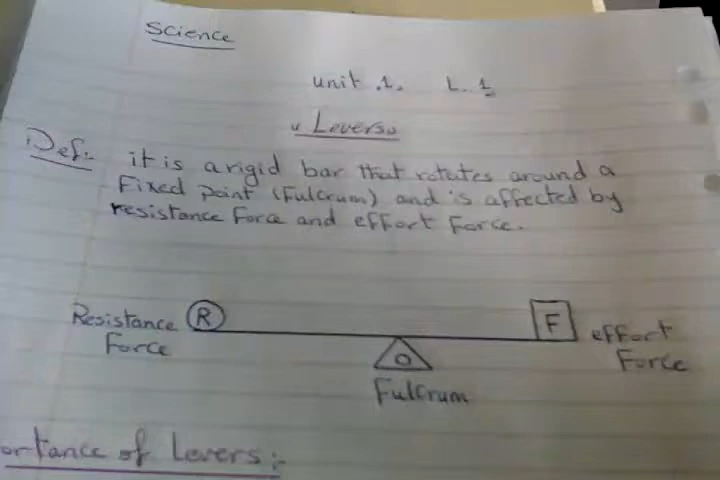 Science
unit .1. L. 1
Levers
Def:- it is a rigid bar that rotates around a
Fixed Point (Fulcrum) and is affected by
resistance Force and effort Force.
Resistance Force
R
F
effort Force
O
Fulcrum
ortance of Levers:-